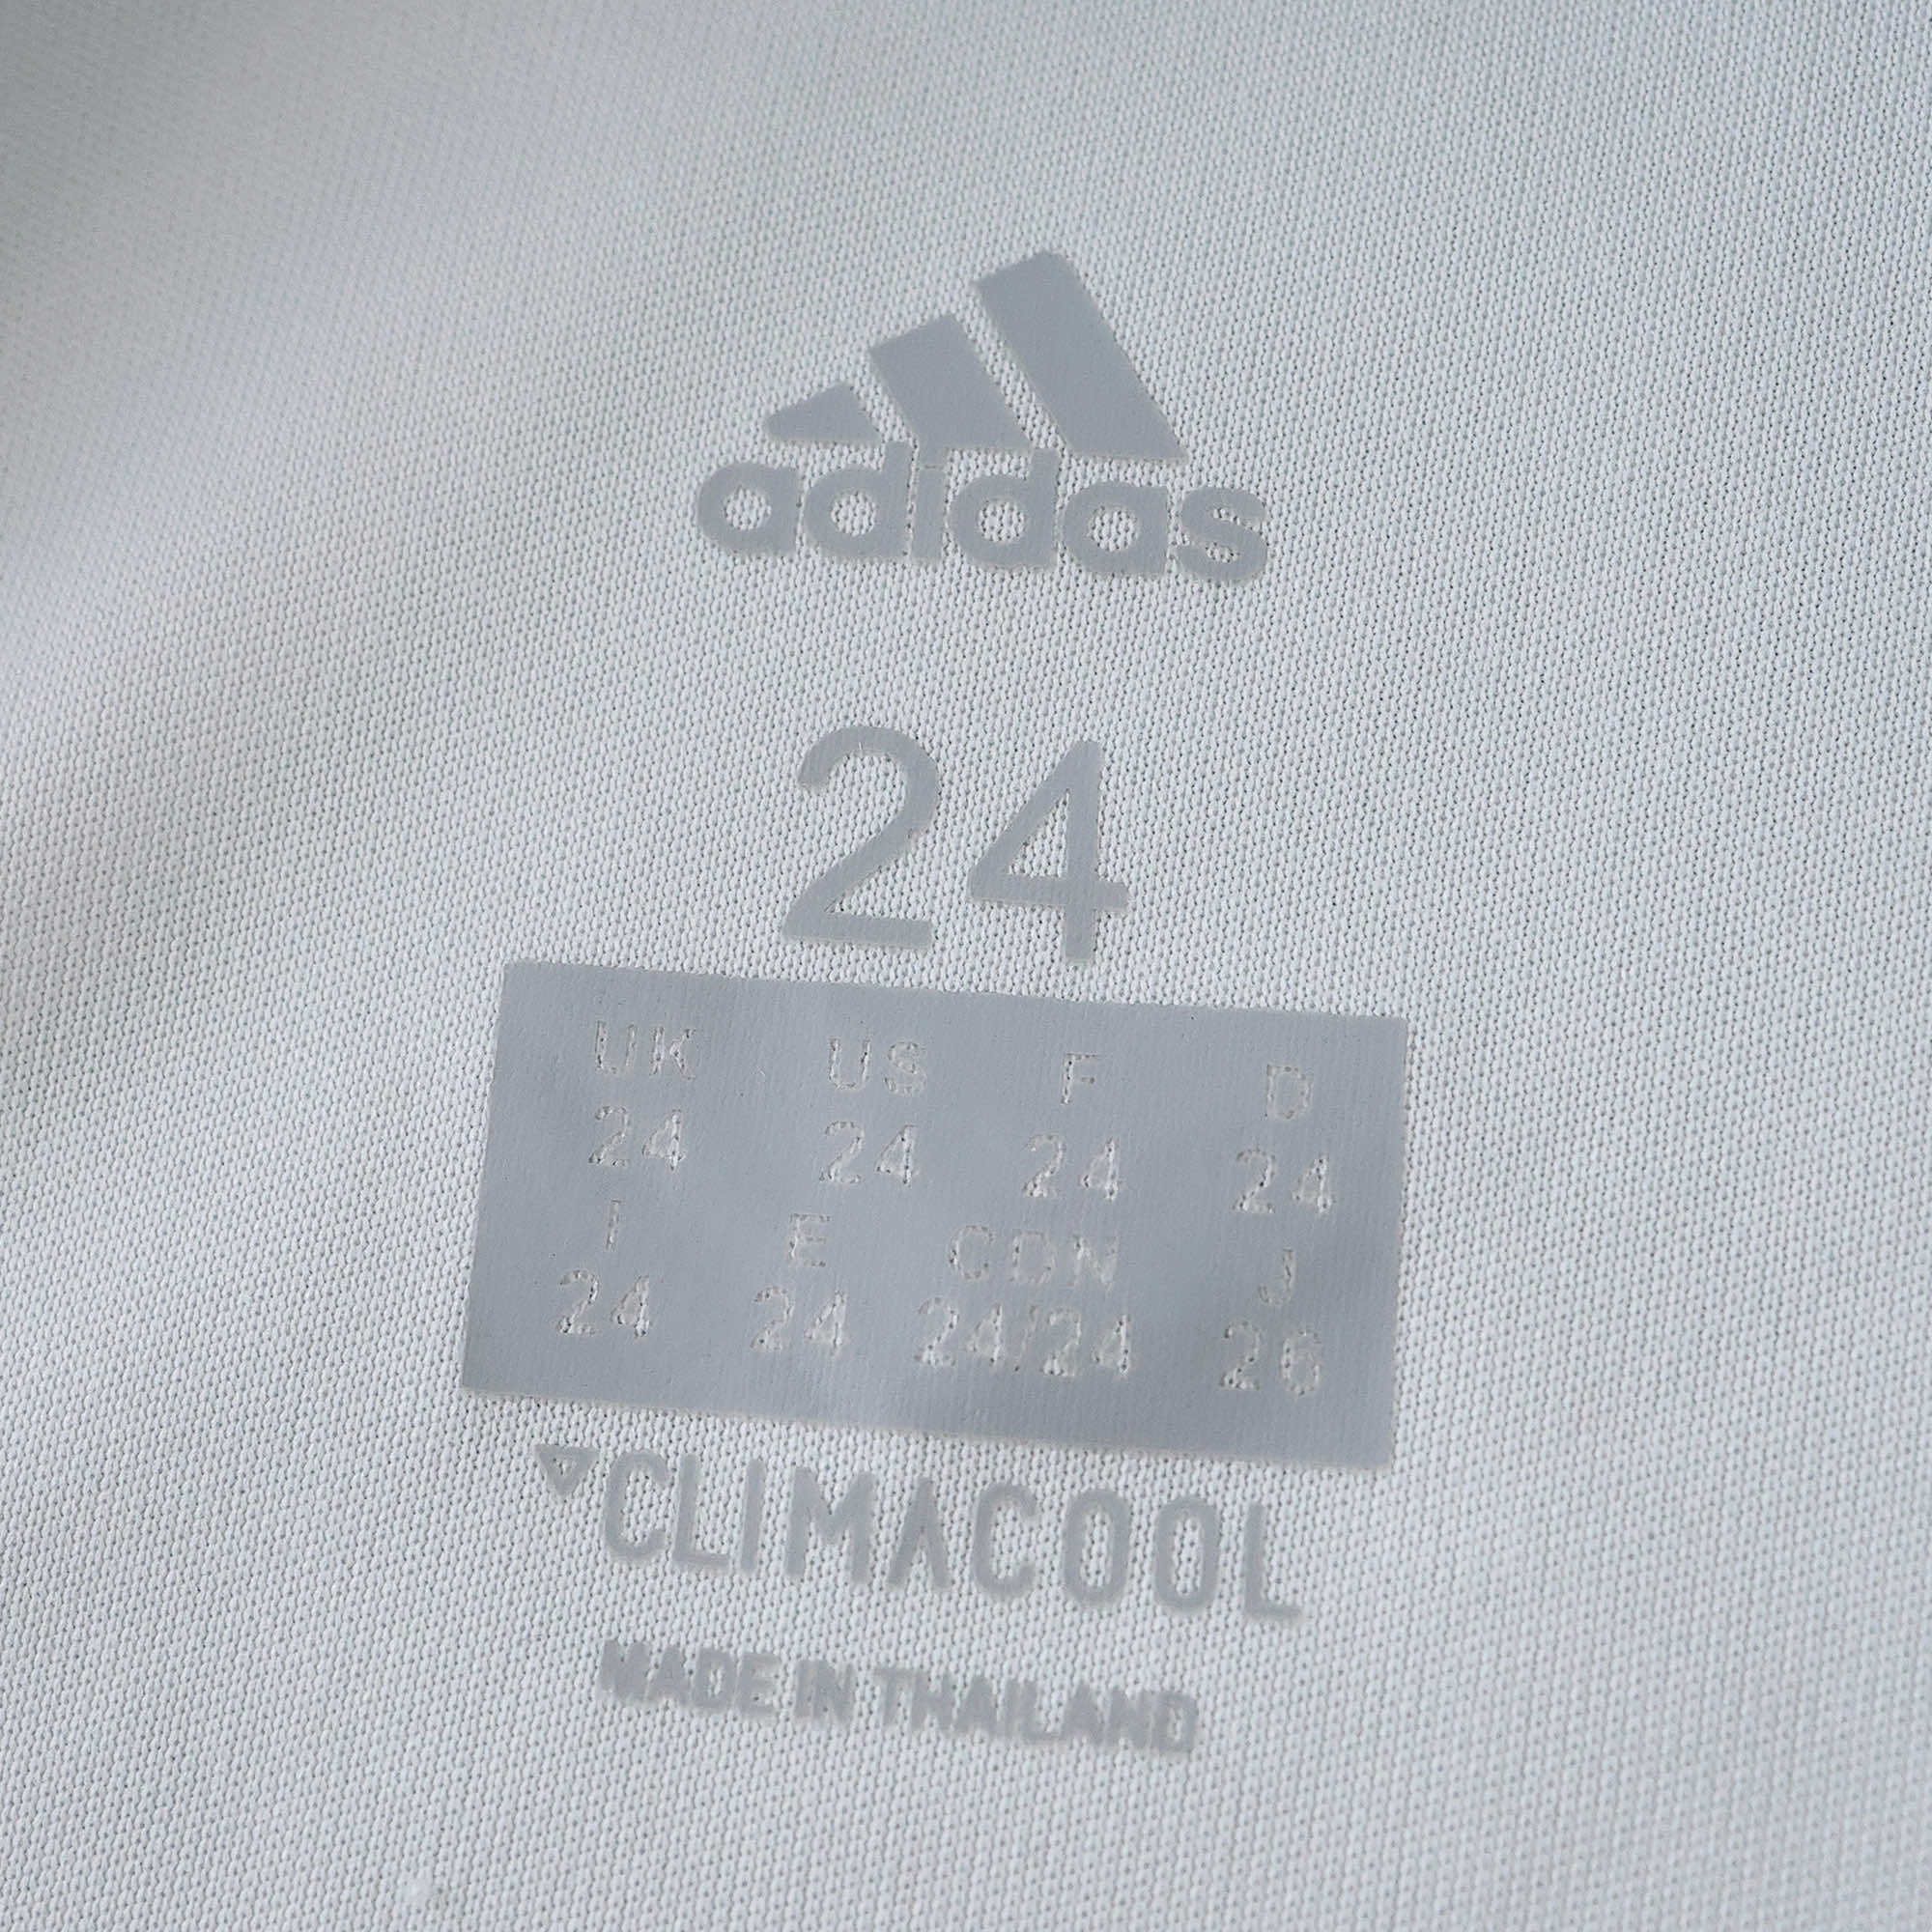 adidas
24
UK US F D
24 24 24 24
I E CDN J
24 24 24/24 26
CLIMACOOL
MADE IN THAILAND